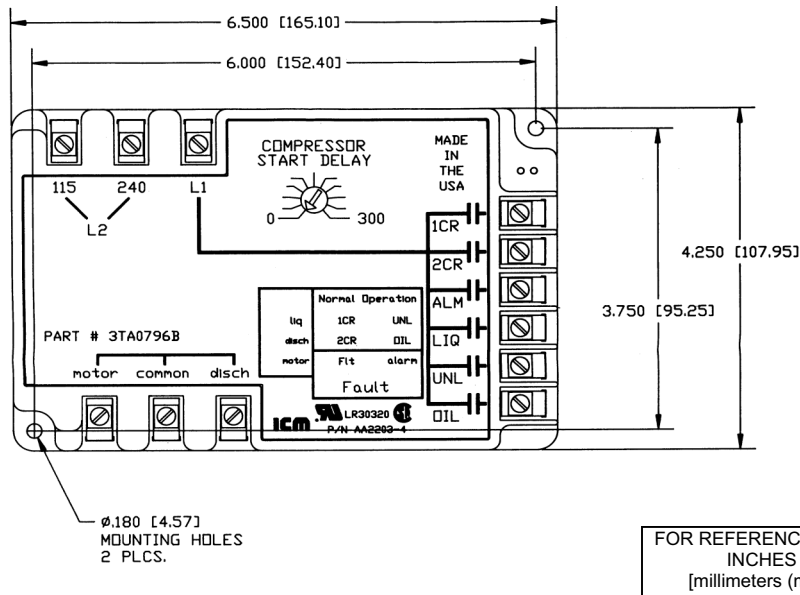 6.500 [165.10]
6.000 [152.40]
COMPRESSOR
START DELAY
0 300
MADE
IN
THE
USA
115 240 L1
L2
1CR
2CR
ALM
LIQ
UNL
OIL
4.250 [107.95]
3.750 [95.25]
Normal Operation
liq 1CR UNL
disch 2CR OIL
motor Flt alarm
Fault
PART # 3TA0796B
motor common disch
ICM LR30320
P/N AA2203-4
Ø.180 [4.57]
MOUNTING HOLES
2 PLCS.
FOR REFERENC
INCHES
[millimeters (m